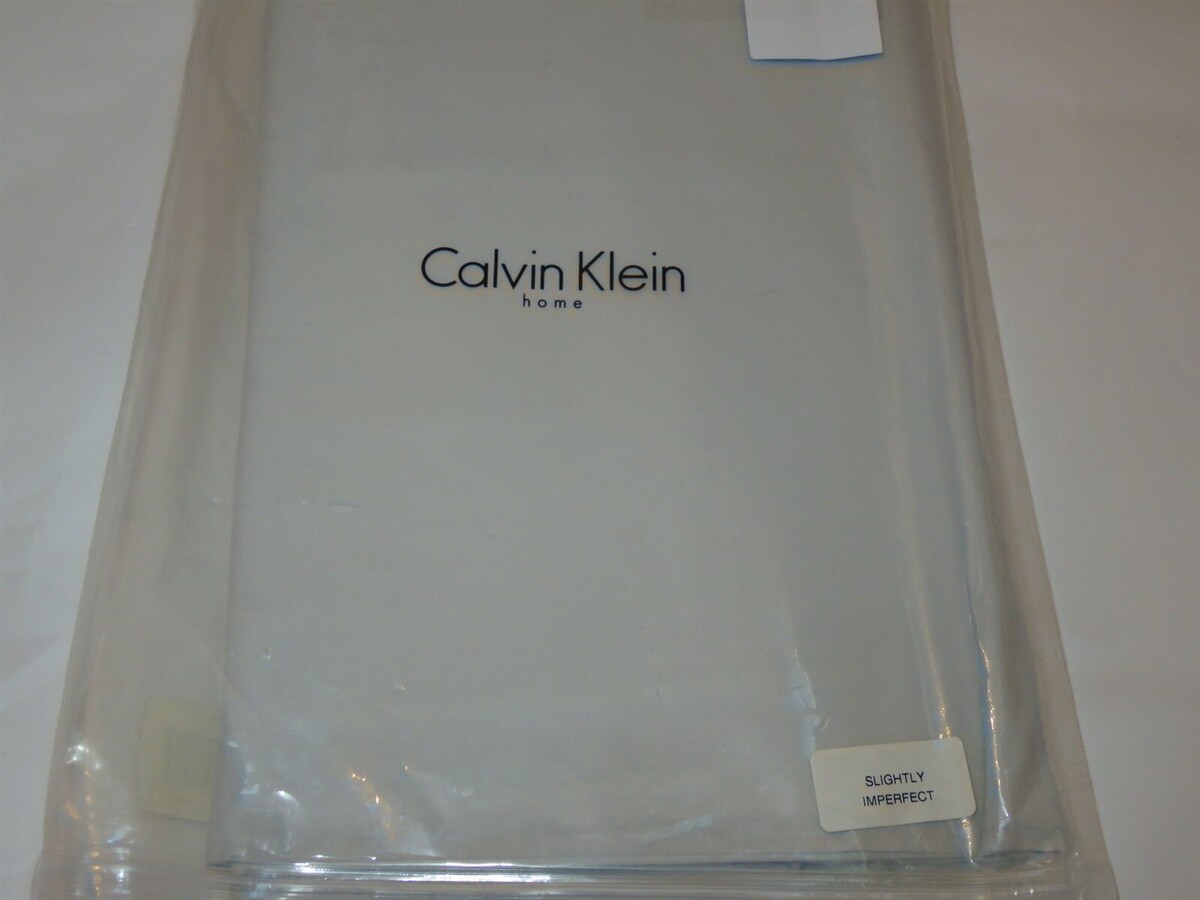 Calvin Klein
home
SLIGHTLY
IMPERFECT